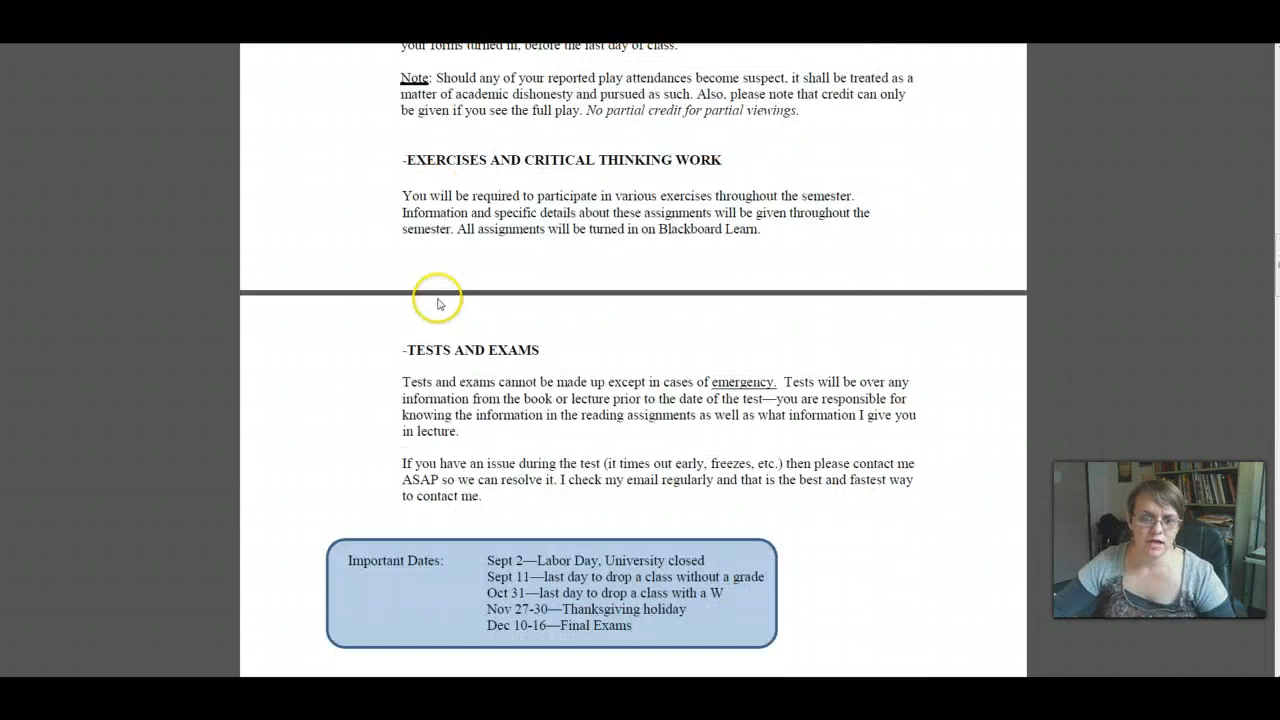 your forms turned in, before the last day of class.
Note: Should any of your reported play attendances become suspect, it shall be treated as a
matter of academic dishonesty and pursued as such. Also, please note that credit can only
be given if you see the full play. No partial credit for partial viewings.
-EXERCISES AND CRITICAL THINKING WORK
You will be required to participate in various exercises throughout the semester.
Information and specific details about these assignments will be given throughout the
semester. All assignments will be turned in on Blackboard Learn.
-TESTS AND EXAMS
Tests and exams cannot be made up except in cases of emergency. Tests will be over any
information from the book or lecture prior to the date of the test—you are responsible for
knowing the information in the reading assignments as well as what information I give you
in lecture.
If you have an issue during the test (it times out early, freezes, etc.) then please contact me
ASAP so we can resolve it. I check my email regularly and that is the best and fastest way
to contact me.
Important Dates: Sept 2—Labor Day, University closed
Sept 11—last day to drop a class without a grade
Oct 31—last day to drop a class with a W
Nov 27-30—Thanksgiving holiday
Dec 10-16—Final Exams